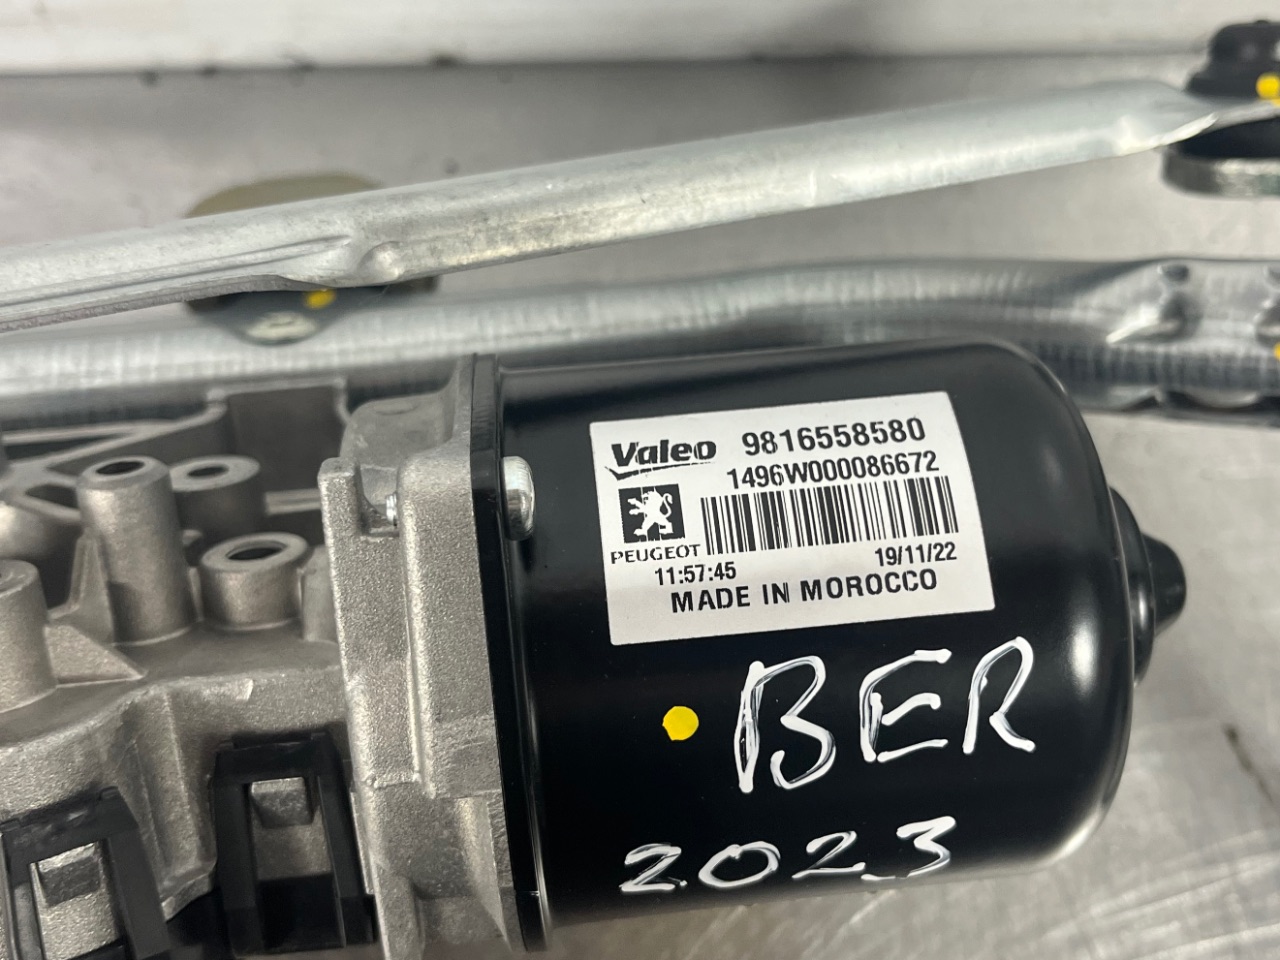 Valeo 9816558580
1496W000086672
PEUGEOT
11:57:45 19/11/22
MADE IN MOROCCO
BER
2023